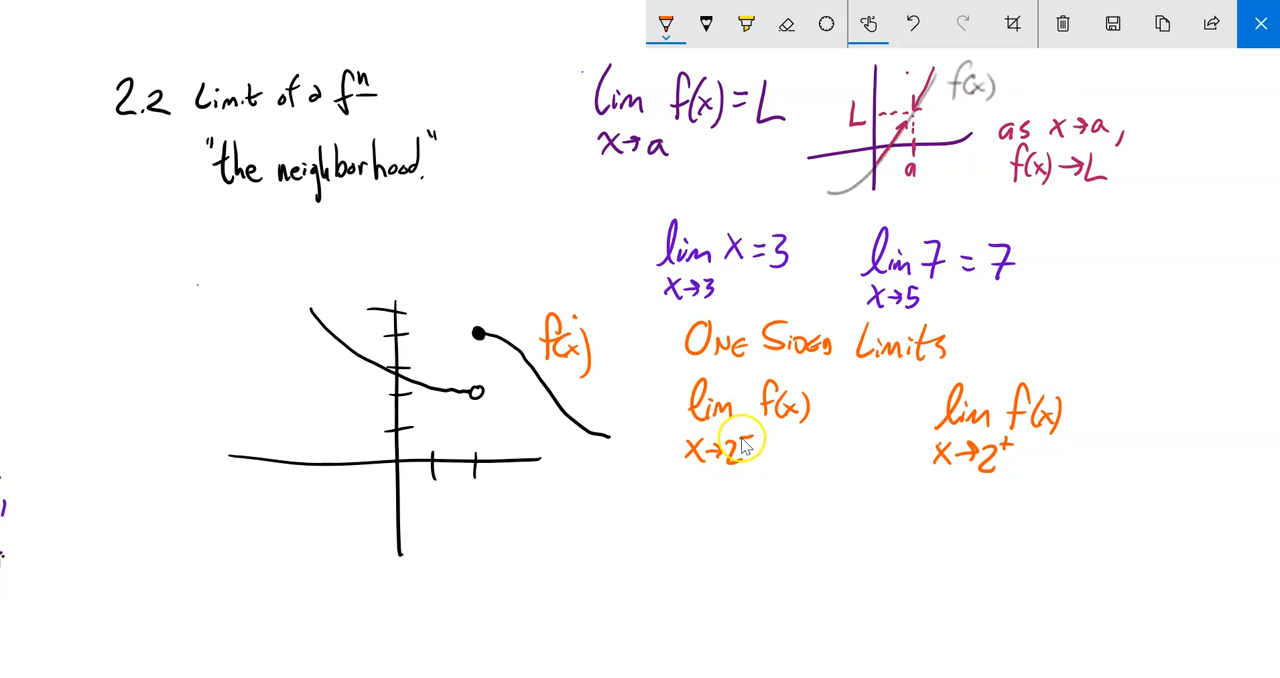 2.2 Limit of a fⁿ
"the neighborhood."
lim f(x) = L
x→a
f(x)
L
a
as x→a,
f(x)→L
lim x = 3
x→3
lim 7 = 7
x→5
f(x)
ONE SIDED LIMITS
lim f(x)
x→2⁻
lim f(x)
x→2⁺